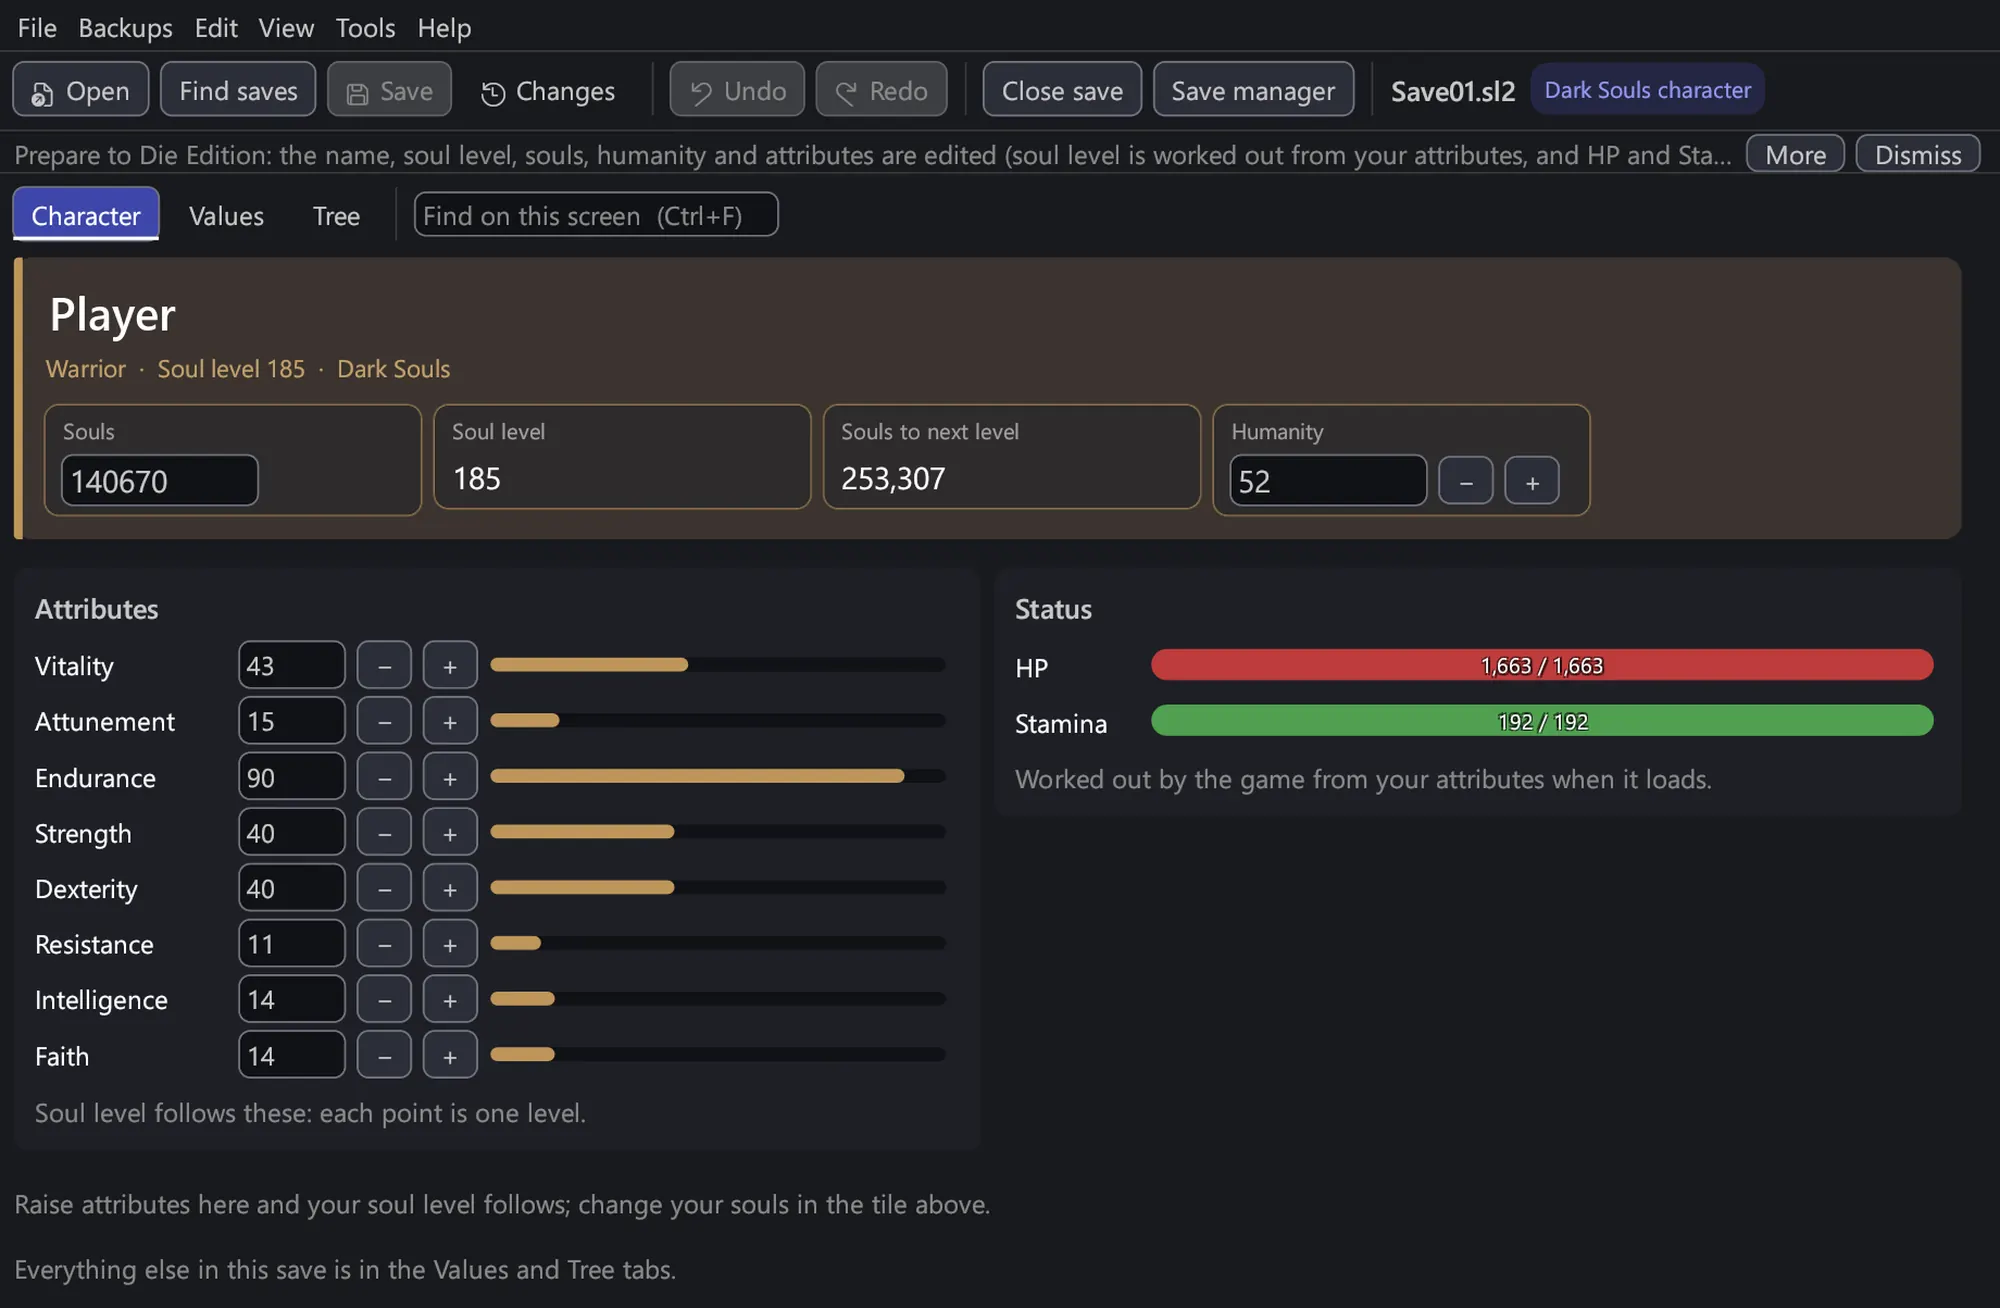 File Backups Edit View Tools Help
Open Find saves Save Changes Undo Redo Close save Save manager Save01.sl2 Dark Souls character
Prepare to Die Edition: the name, soul level, souls, humanity and attributes are edited (soul level is worked out from your attributes, and HP and Sta... More Dismiss
Character Values Tree Find on this screen (Ctrl+F)
Player
Warrior · Soul level 185 · Dark Souls
Souls Soul level Souls to next level Humanity
140670 185 253,307 52 − +
Attributes
Vitality 43 − +
Attunement 15 − +
Endurance 90 − +
Strength 40 − +
Dexterity 40 − +
Resistance 11 − +
Intelligence 14 − +
Faith 14 − +
Soul level follows these: each point is one level.
Status
HP 1,663 / 1,663
Stamina 192 / 192
Worked out by the game from your attributes when it loads.
Raise attributes here and your soul level follows; change your souls in the tile above.
Everything else in this save is in the Values and Tree tabs.